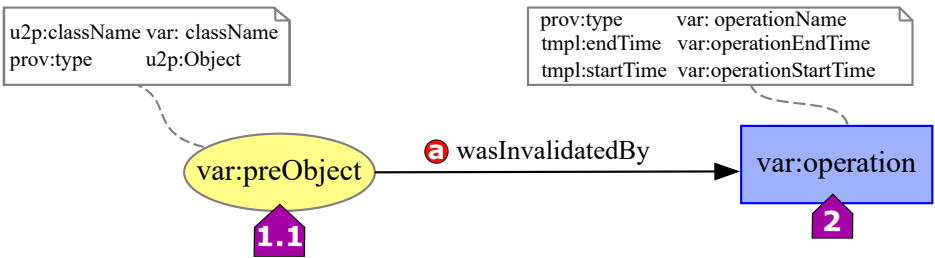 u2p:className var: className
prov:type u2p:Object
prov:type var: operationName
tmpl:endTime var:operationEndTime
tmpl:startTime var:operationStartTime
a wasInvalidatedBy
var:preObject
var:operation
1.1
2